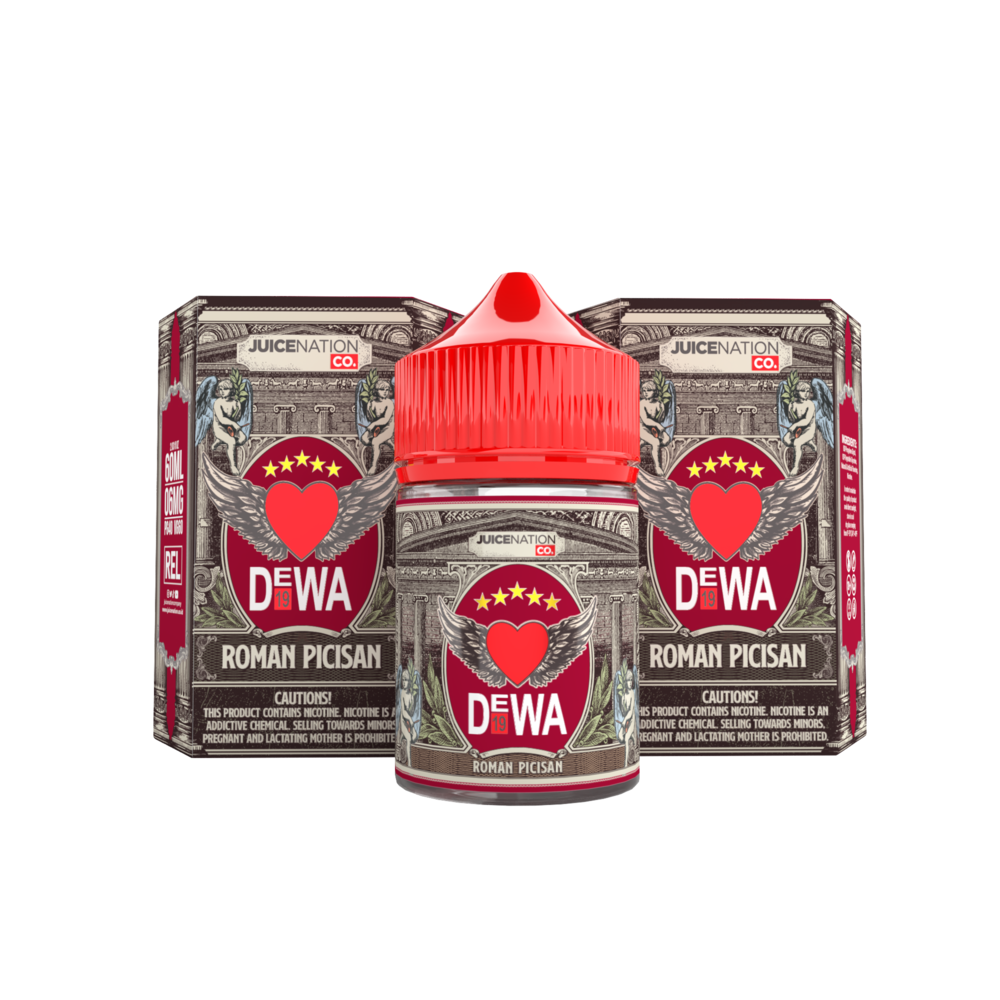 JUICENATION
CO.
60ML
06MG
REL
DEWA
19
ROMAN PICISAN
CAUTIONS!
THIS PRODUCT CONTAINS NICOTINE. NICOTINE IS A
ADDICTIVE CHEMICAL. SELLING TOWARDS MINORS,
PREGNANT AND LACTATING MOTHER IS PROHIBITED
JUICENATION
CO.
DEWA
19
ROMAN PICISAN
JUICENATION
CO.
INGREDIENTS:
DEWA
19
ROMAN PICISAN
CAUTIONS!
THIS PRODUCT CONTAINS NICOTINE. NICOTINE IS AN
ADDICTIVE CHEMICAL. SELLING TOWARDS MINORS,
PREGNANT AND LACTATING MOTHER IS PROHIBITED.